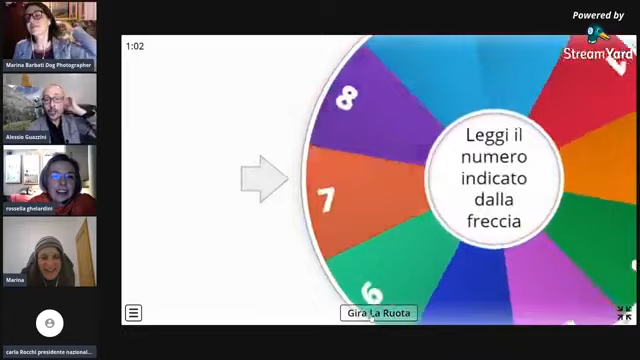 Powered by
StreamYard
Marina Barbati Dog Photographer
Alessio Guazzini
rossella ghelardini
Marina
carla Rocchi presidente nazional...
1:02
8
7
6
Leggi il
numero
indicato
dalla
freccia
Gira La Ruota